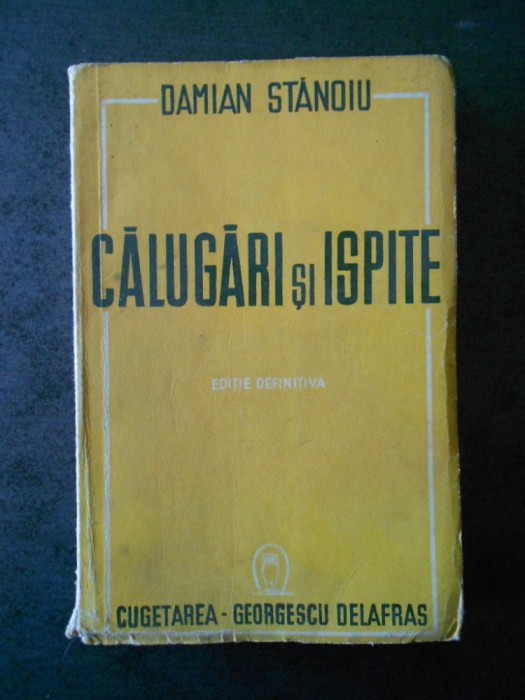 DAMIAN STĂNOIU
CĂLUGĂRI ȘI ISPITE
EDIȚIE DEFINITIVĂ
CUGETAREA - GEORGESCU DELAFRAS